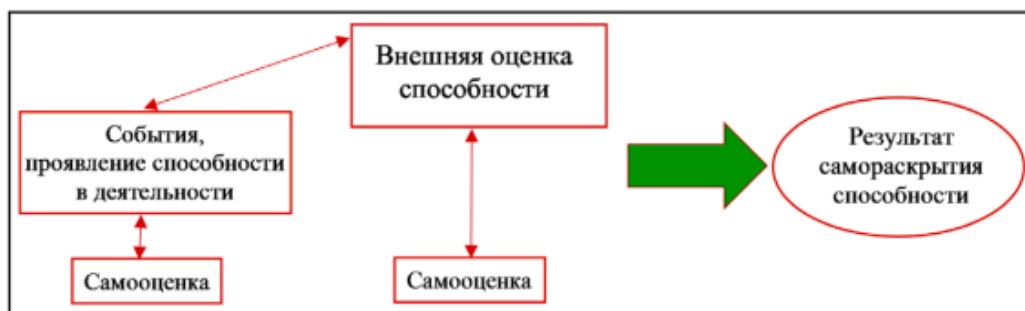 Внешняя оценка
способности
События,
проявление способности
в деятельности
Результат
самораскрытия
способности
Самооценка
Самооценка